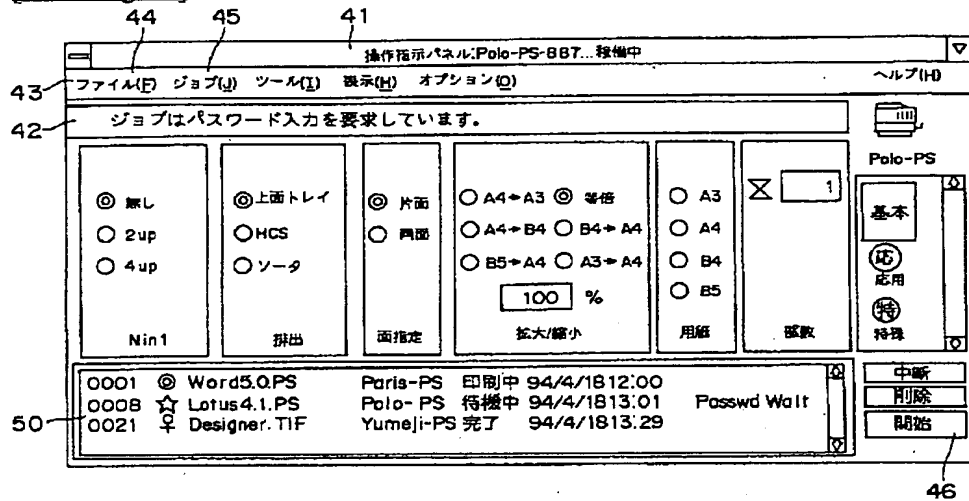 44 45 41
操作指示パネル:Polo-PS-887...稼働中
43 ファイル(F) ジョブ(J) ツール(I) 表示(H) オプション(O) ヘルプ(H)
42 ジョブはパスワード入力を要求しています。
Polo-PS
無し
2up
4up
Nin1
上面トレイ
HCS
ソータ
排出
片面
両面
面指定
A4→A3 等倍
A4→B4 B4→A4
B5→A4 A3→A4
100 %
拡大/縮小
A3
A4
B4
B5
用紙
1
部数
基本
応
応用
特
特殊
50
0001 ◎ Word5.0.PS Paris-PS 印刷中 94/4/18 12:00
0008 ☆ Lotus4.1.PS Polo-PS 待機中 94/4/18 13:01 Passwd Wait
0021 Designer.TIF Yumeji-PS 完了 94/4/18 13:29
中断
削除
開始
46